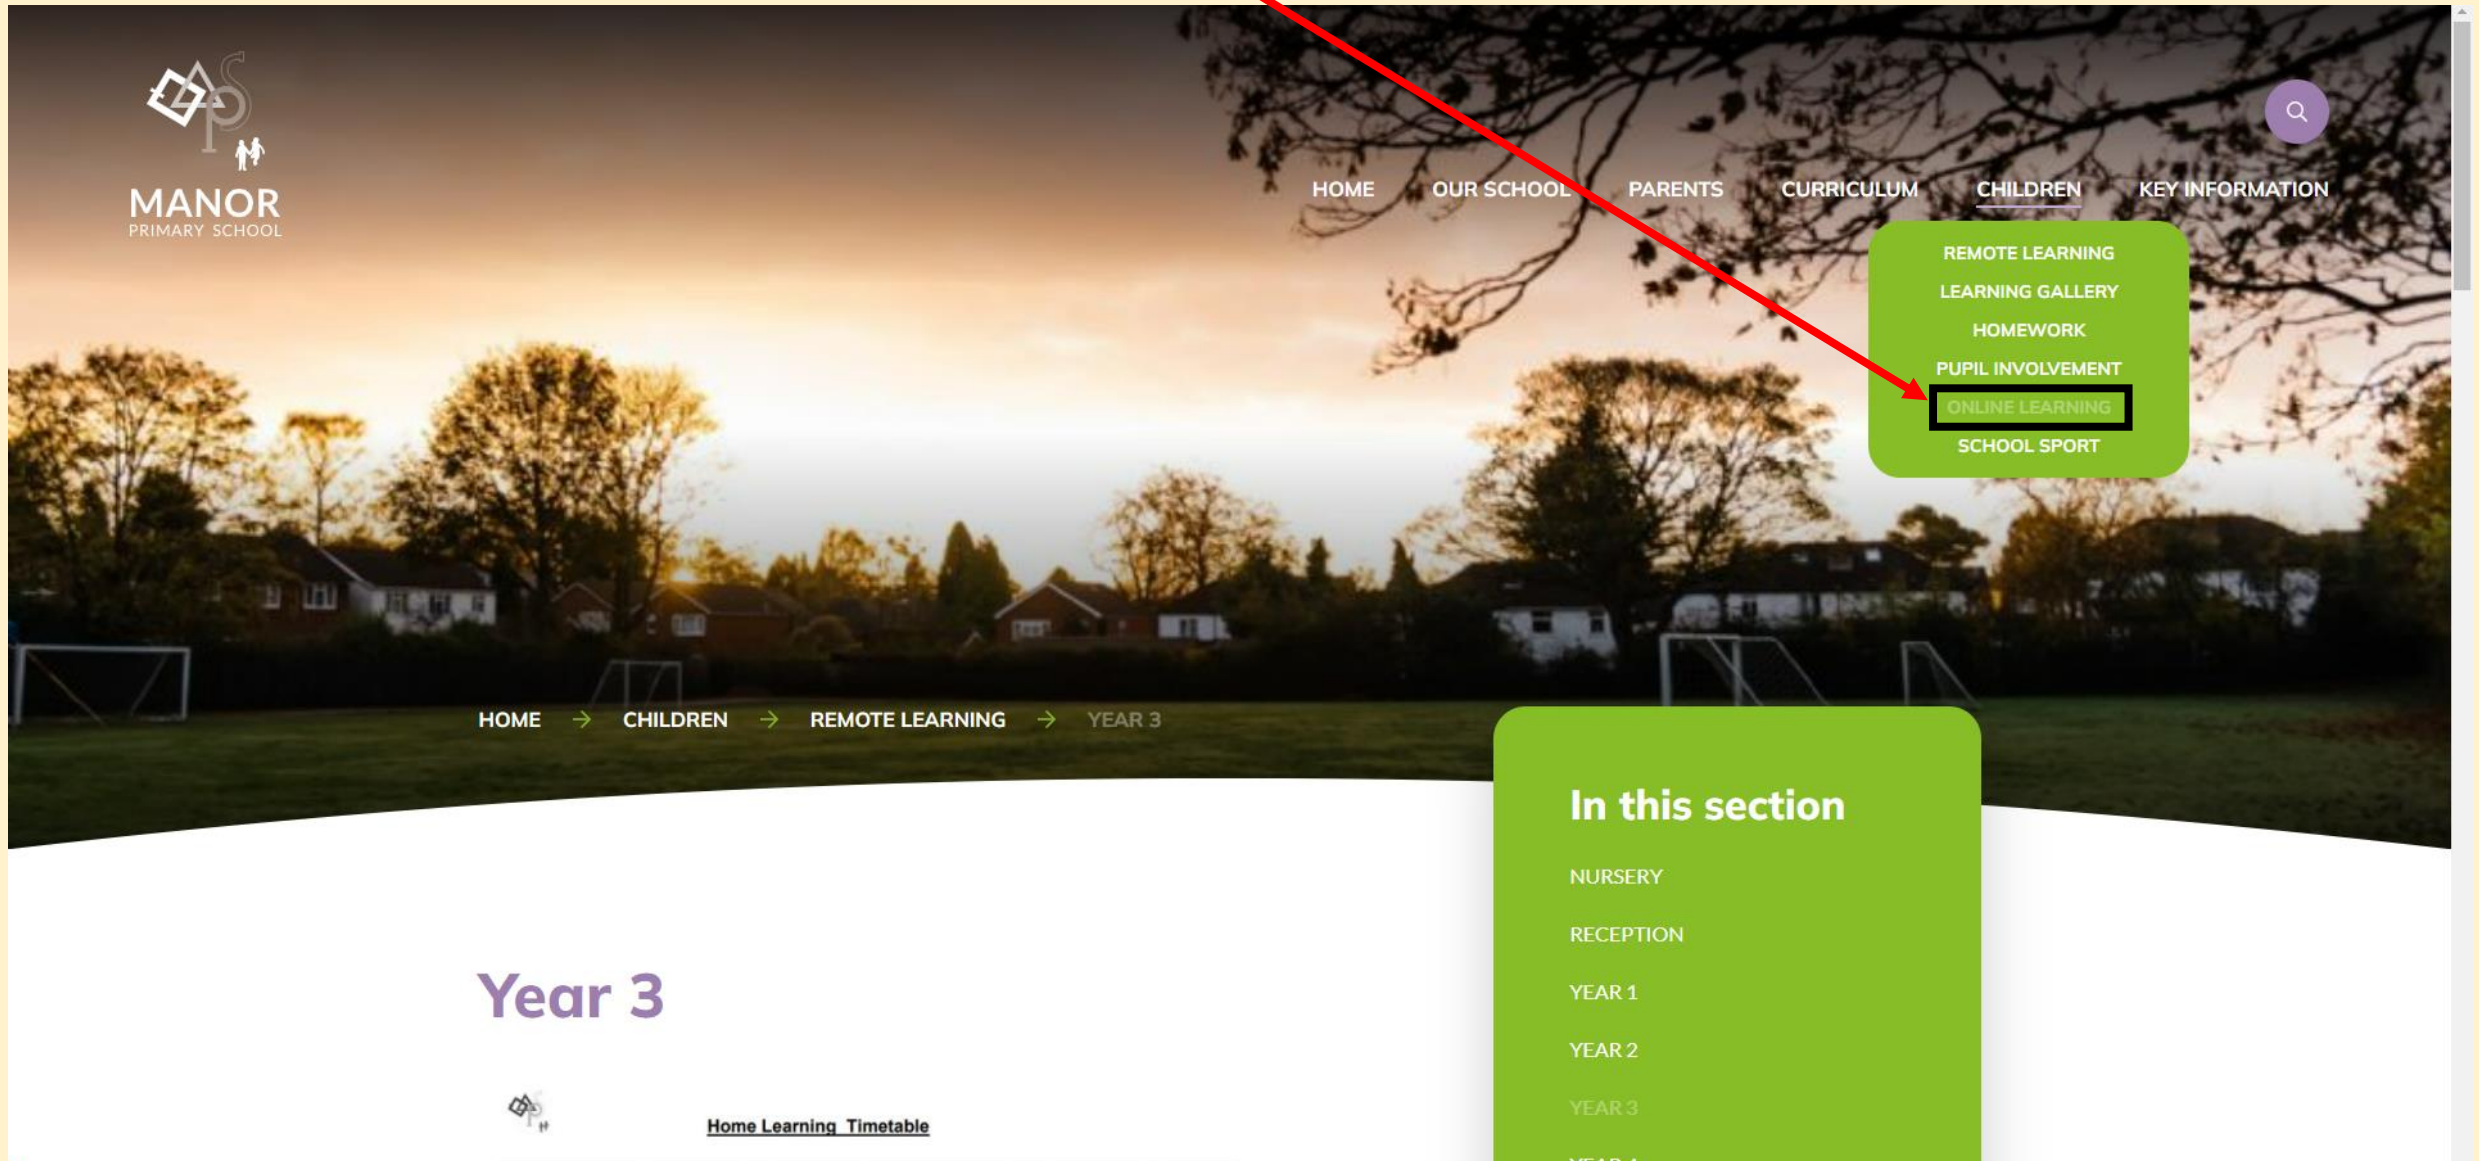 MANOR
PRIMARY SCHOOL
HOME OUR SCHOOL PARENTS CURRICULUM CHILDREN KEY INFORMATION
REMOTE LEARNING
LEARNING GALLERY
HOMEWORK
PUPIL INVOLVEMENT
ONLINE LEARNING
SCHOOL SPORT
HOME → CHILDREN → REMOTE LEARNING → YEAR 3
In this section
NURSERY
RECEPTION
YEAR 1
YEAR 2
YEAR 3
Year 3
Home Learning Timetable